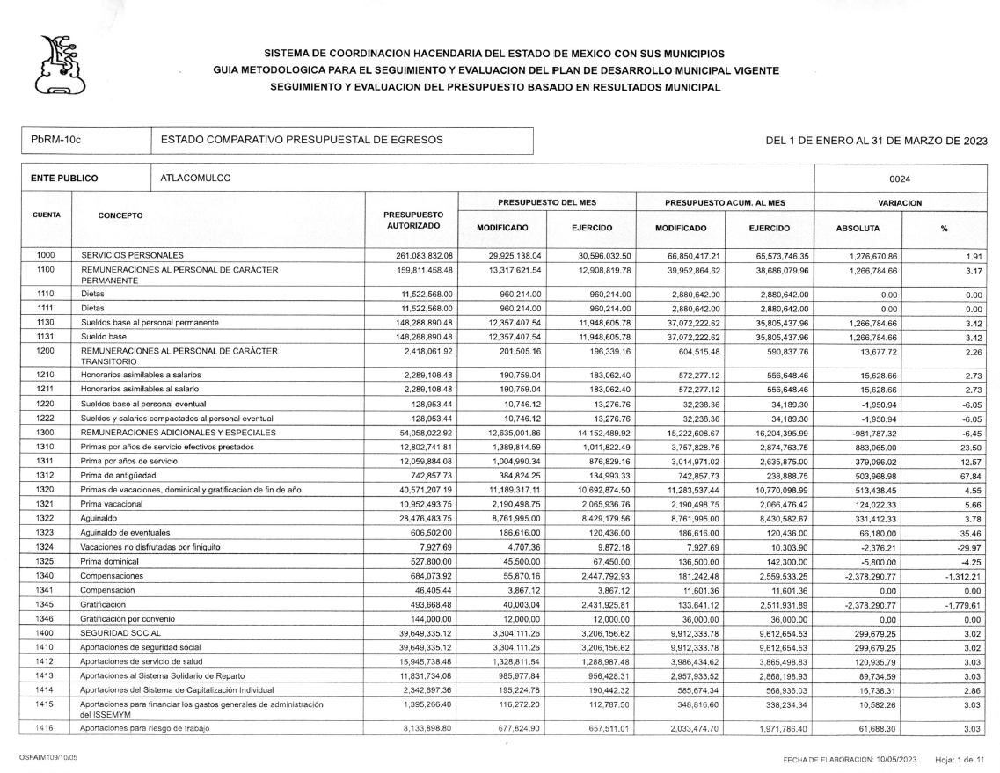 SISTEMA DE COORDINACION HACENDARIA DEL ESTADO DE MEXICO CON SUS MUNICIPIOS
GUIA METODOLOGICA PARA EL SEGUIMIENTO Y EVALUACION DEL PLAN DE DESARROLLO MUNICIPAL VIGENTE
SEGUIMIENTO Y EVALUACION DEL PRESUPUESTO BASADO EN RESULTADOS MUNICIPAL
PbRM-10c ESTADO COMPARATIVO PRESUPUESTAL DE EGRESOS DEL 1 DE ENERO AL 31 DE MARZO DE 2023
ENTE PUBLICO ATLACOMULCO 0024
CUENTA CONCEPTO PRESUPUESTO AUTORIZADO PRESUPUESTO DEL MES PRESUPUESTO ACUM. AL MES VARIACION
MODIFICADO EJERCIDO MODIFICADO EJERCIDO ABSOLUTA %
1000 SERVICIOS PERSONALES 261,083,832.08 29,925,138.04 30,596,032.50 66,850,417.21 65,573,746.35 1,276,670.86 1.91
1100 REMUNERACIONES AL PERSONAL DE CARÁCTER PERMANENTE 159,811,458.48 13,317,621.54 12,908,819.78 39,952,864.62 38,686,079.96 1,266,784.66 3.17
1110 Dietas 11,522,568.00 960,214.00 960,214.00 2,880,642.00 2,880,642.00 0.00 0.00
1111 Dietas 11,522,568.00 960,214.00 960,214.00 2,880,642.00 2,880,642.00 0.00 0.00
1130 Sueldos base al personal permanente 148,288,890.48 12,357,407.54 11,948,605.78 37,072,222.62 35,805,437.96 1,266,784.66 3.42
1131 Sueldo base 148,288,890.48 12,357,407.54 11,948,605.78 37,072,222.62 35,805,437.96 1,266,784.66 3.42
1200 REMUNERACIONES AL PERSONAL DE CARÁCTER TRANSITORIO 2,418,061.92 201,505.16 196,339.16 604,515.48 590,837.76 13,677.72 2.26
1210 Honorarios asimilables a salarios 2,289,108.48 190,759.04 183,062.40 572,277.12 556,648.46 15,628.66 2.73
1211 Honorarios asimilables al salario 2,289,108.48 190,759.04 183,062.40 572,277.12 556,648.46 15,628.66 2.73
1220 Sueldos base al personal eventual 128,953.44 10,746.12 13,276.76 32,238.36 34,189.30 -1,950.94 -6.05
1222 Sueldos y salarios compactados al personal eventual 128,953.44 10,746.12 13,276.76 32,238.36 34,189.30 -1,950.94 -6.05
1300 REMUNERACIONES ADICIONALES Y ESPECIALES 54,058,022.92 12,635,001.86 14,152,489.92 15,222,608.67 16,204,395.99 -981,787.32 -6.45
1310 Primas por años de servicio efectivos prestados 12,802,741.81 1,389,814.59 1,011,822.49 3,757,828.75 2,874,763.75 883,065.00 23.50
1311 Prima por años de servicio 12,059,884.08 1,004,990.34 876,829.16 3,014,971.02 2,635,875.00 379,096.02 12.57
1312 Prima de antigüedad 742,857.73 384,824.25 134,993.33 742,857.73 238,888.75 503,968.98 67.84
1320 Primas de vacaciones, dominical y gratificación de fin de año 40,571,207.19 11,189,317.11 10,692,874.50 11,283,537.44 10,770,098.99 513,438.45 4.55
1321 Prima vacacional 10,952,493.75 2,190,498.75 2,065,936.76 2,190,498.75 2,066,476.42 124,022.33 5.66
1322 Aguinaldo 28,476,483.75 8,761,995.00 8,429,179.56 8,761,995.00 8,430,582.67 331,412.33 3.78
1323 Aguinaldo de eventuales 606,502.00 186,616.00 120,436.00 186,616.00 120,436.00 66,180.00 35.46
1324 Vacaciones no disfrutadas por finiquito 7,927.69 4,707.36 9,872.18 7,927.69 10,303.90 -2,376.21 -29.97
1325 Prima dominical 527,800.00 45,500.00 67,450.00 136,500.00 142,300.00 -5,800.00 -4.25
1340 Compensaciones 684,073.92 55,870.16 2,447,792.93 181,242.48 2,559,533.25 -2,378,290.77 -1,312.21
1341 Compensación 46,405.44 3,867.12 3,867.12 11,601.36 11,601.36 0.00 0.00
1345 Gratificación 493,668.48 40,003.04 2,431,925.81 133,641.12 2,511,931.89 -2,378,290.77 -1,779.61
1346 Gratificación por convenio 144,000.00 12,000.00 12,000.00 36,000.00 36,000.00 0.00 0.00
1400 SEGURIDAD SOCIAL 39,649,335.12 3,304,111.26 3,206,156.62 9,912,333.78 9,612,654.53 299,679.25 3.02
1410 Aportaciones de seguridad social 39,649,335.12 3,304,111.26 3,206,156.62 9,912,333.78 9,612,654.53 299,679.25 3.02
1412 Aportaciones de servicio de salud 15,945,738.48 1,328,811.54 1,288,987.48 3,986,434.62 3,865,498.83 120,935.79 3.03
1413 Aportaciones al Sistema Solidario de Reparto 11,831,734.08 985,977.84 956,428.31 2,957,933.52 2,868,198.93 89,734.59 3.03
1414 Aportaciones del Sistema de Capitalización Individual 2,342,697.36 195,224.78 190,442.32 585,674.34 568,936.03 16,738.31 2.86
1415 Aportaciones para financiar los gastos generales de administración del ISSEMYM 1,395,266.40 116,272.20 112,787.50 348,816.60 338,234.34 10,582.26 3.03
1416 Aportaciones para riesgo de trabajo 8,133,898.80 677,824.90 657,511.01 2,033,474.70 1,971,786.40 61,688.30 3.03
OSFAIM109/10/05 FECHA DE ELABORACION: 10/05/2023 Hoja: 1 de 11